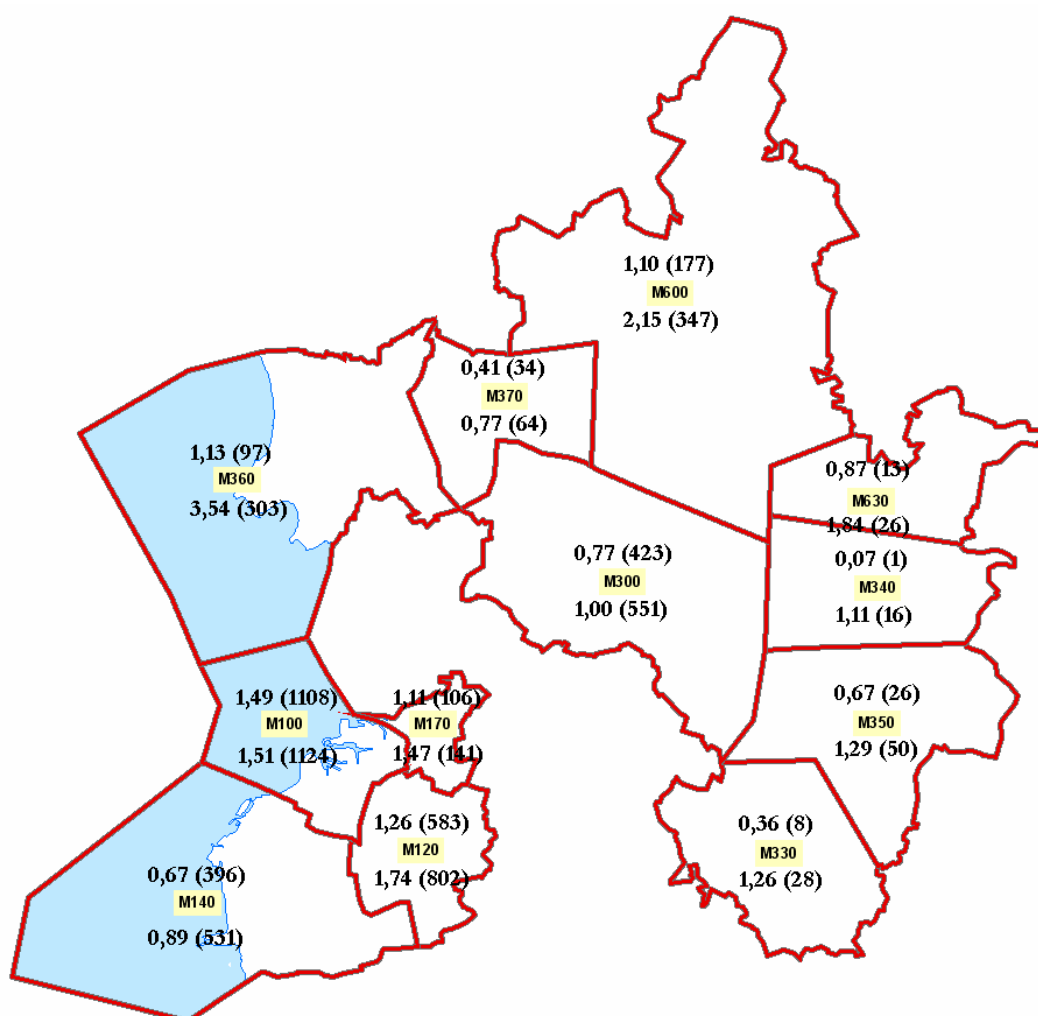 1,10 (177)
M600
2,15 (347)
0,41 (34)
M370
0,77 (64)
1,13 (97)
M360
3,54 (303)
0,87 (13)
M630
1,84 (26)
0,77 (423)
M300
1,00 (551)
0,07 (1)
M340
1,11 (16)
1,49 (1108)
M100
1,51 (1124)
1,11 (106)
M170
1,47 (141)
0,67 (26)
M350
1,29 (50)
1,26 (583)
M120
1,74 (802)
0,36 (8)
M330
1,26 (28)
0,67 (396)
M140
0,89 (531)